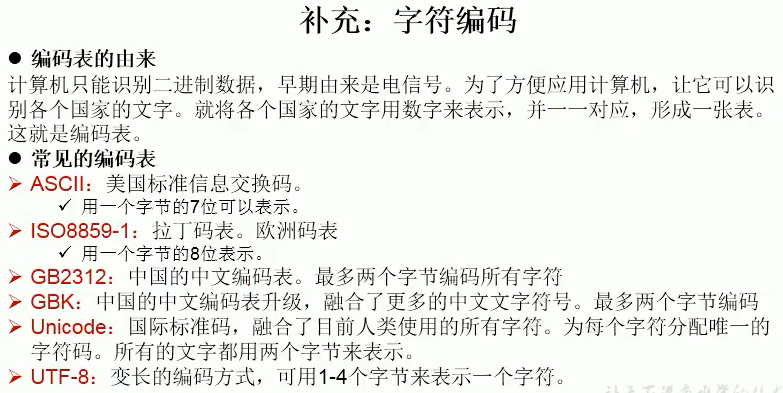 补充：字符编码
● 编码表的由来
计算机只能识别二进制数据，早期由来是电信号。为了方便应用计算机，让它可以识
别各个国家的文字。就将各个国家的文字用数字来表示，并一一对应，形成一张表。
这就是编码表。
● 常见的编码表
➢ ASCII：美国标准信息交换码。
✓ 用一个字节的7位可以表示。
➢ ISO8859-1：拉丁码表。欧洲码表
✓ 用一个字节的8位表示。
➢ GB2312：中国的中文编码表。最多两个字节编码所有字符
➢ GBK：中国的中文编码表升级，融合了更多的中文文字符号。最多两个字节编码
➢ Unicode：国际标准码，融合了目前人类使用的所有字符。为每个字符分配唯一的
字符码。所有的文字都用两个字节来表示。
➢ UTF-8：变长的编码方式，可用1-4个字节来表示一个字符。